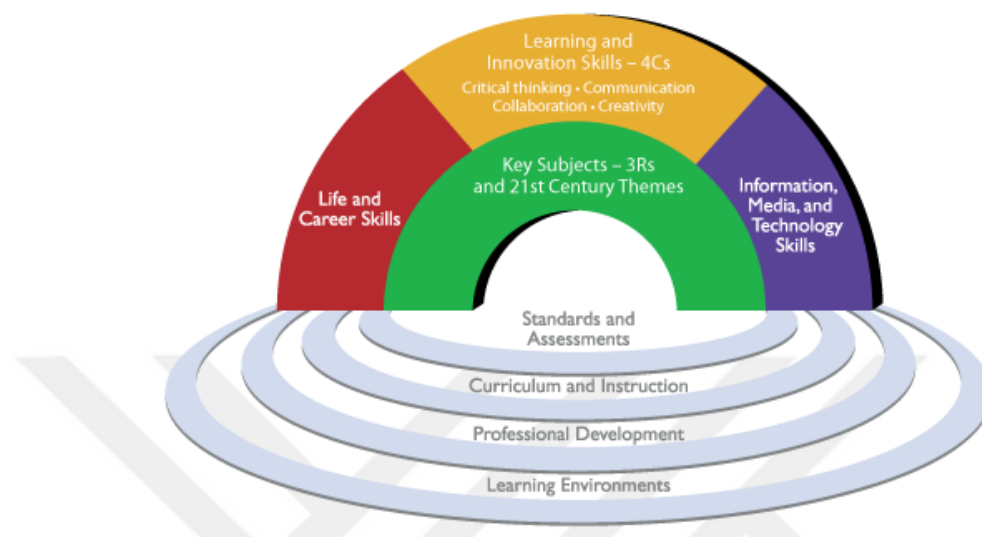 Learning and
Innovation Skills – 4Cs
Critical thinking • Communication
Collaboration • Creativity
Key Subjects – 3Rs
and 21st Century Themes
Life and
Career Skills
Information,
Media, and
Technology
Skills
Standards and
Assessments
Curriculum and Instruction
Professional Development
Learning Environments